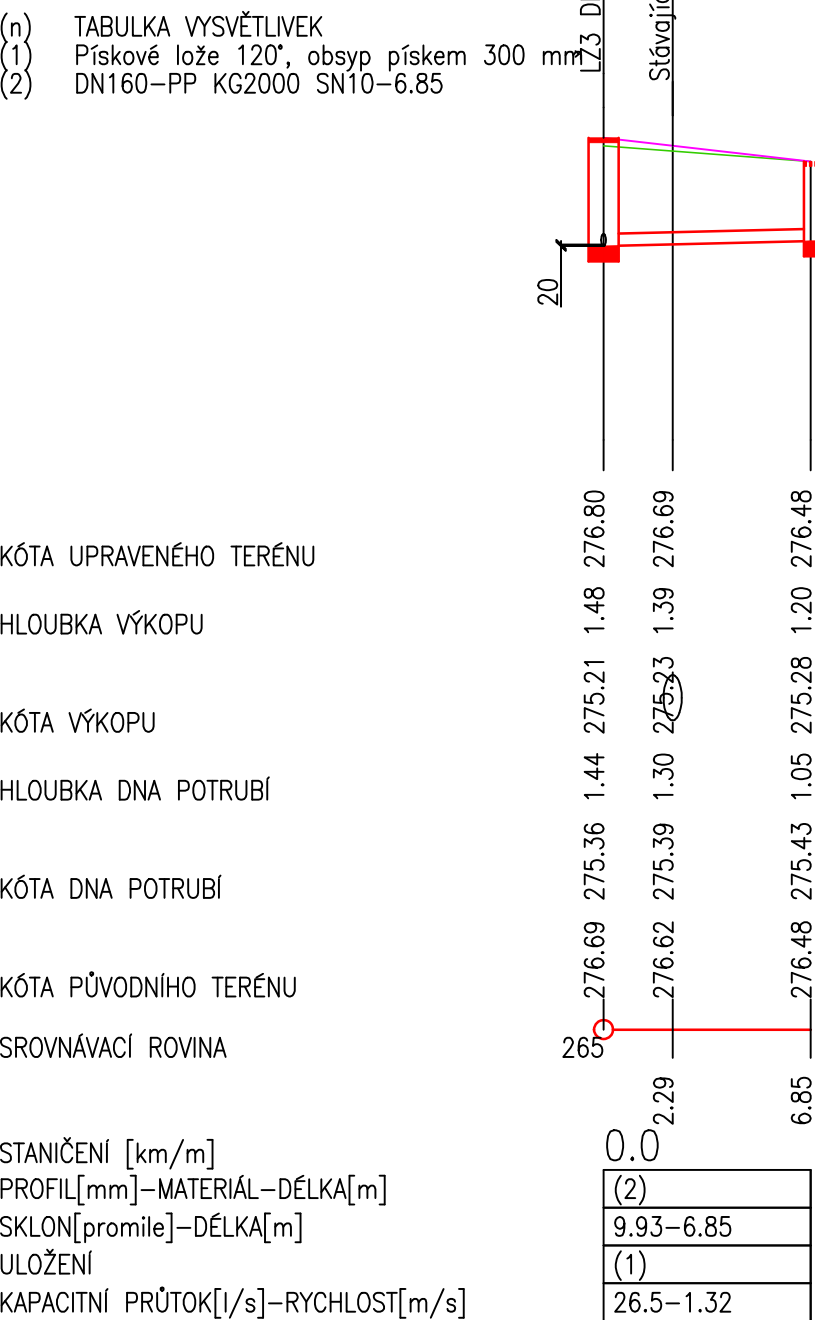 (n) TABULKA VYSVĚTLIVEK
(1) Pískové lože 120°, obsyp pískem 300 mm
(2) DN160-PP KG2000 SN10-6.85
LZ3
20
KÓTA UPRAVENÉHO TERÉNU 276.80 276.69 276.48
HLOUBKA VÝKOPU 1.48 1.39 1.20
KÓTA VÝKOPU 275.21 275.23 275.28
HLOUBKA DNA POTRUBÍ 1.44 1.30 1.05
KÓTA DNA POTRUBÍ 275.36 275.39 275.43
KÓTA PŮVODNÍHO TERÉNU 276.69 276.62 276.48
SROVNÁVACÍ ROVINA 265
STANIČENÍ [km/m] 0.0 2.29 6.85
PROFIL[mm]-MATERIÁL-DÉLKA[m] (2)
SKLON[promile]-DÉLKA[m] 9.93-6.85
ULOŽENÍ (1)
KAPACITNÍ PRŮTOK[l/s]-RYCHLOST[m/s] 26.5-1.32